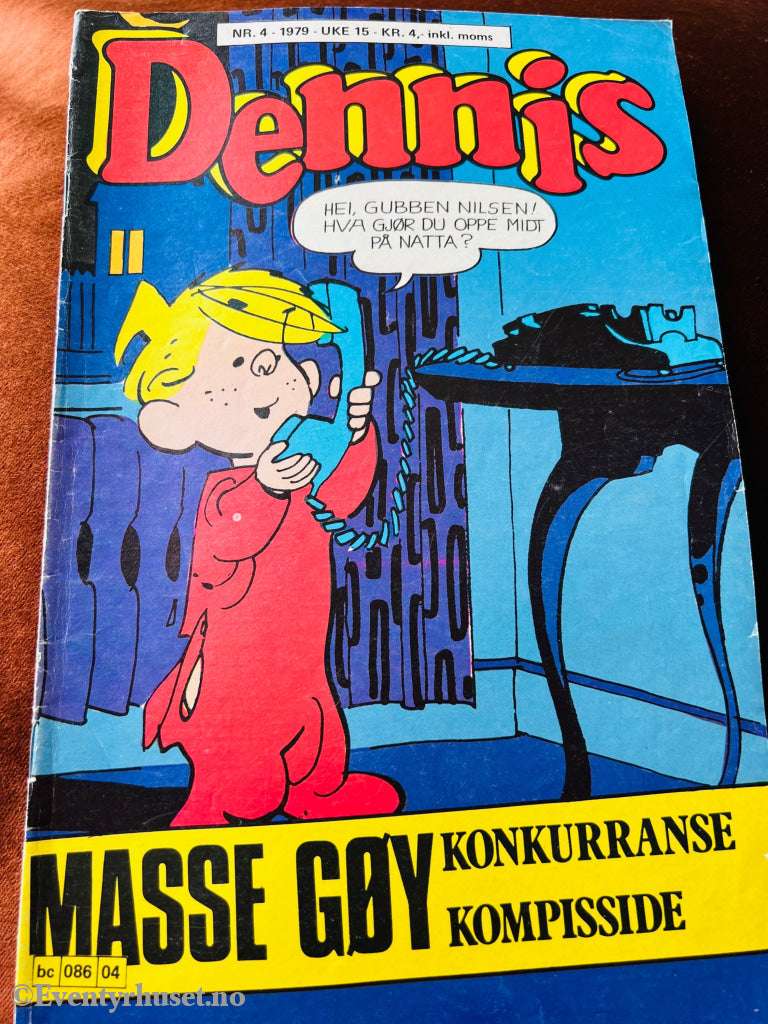 NR. 4 - 1979 - UKE 15 - KR. 4,- inkl. moms
Dennis
HEI, GUBBEN NILSEN!
HVA GJØR DU OPPE MIDT
PÅ NATTA?
MASSE GØY
KONKURRANSE
KOMPISSIDE
bc 086 04
©Eventyrhuset.no